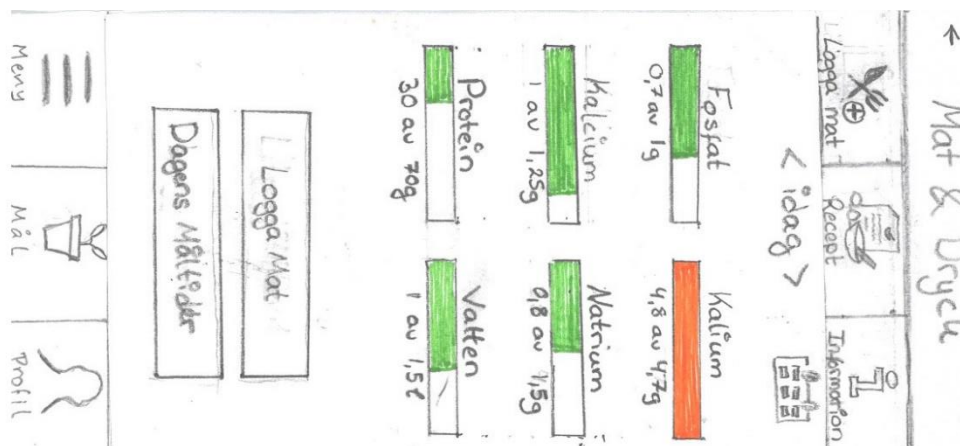 ← Mat & Dryck
Logga mat
Recept
Information
< idag >
Fosfat
0,7 av 1g
Kalium
4,8 av 4,7g
Kalcium
1 av 1,25g
Natrium
0,8 av 1,5g
Protein
30 av 70g
Vatten
1 av 1,5l
Logga Mat
Dagens Måltider
Meny
Mål
Profil